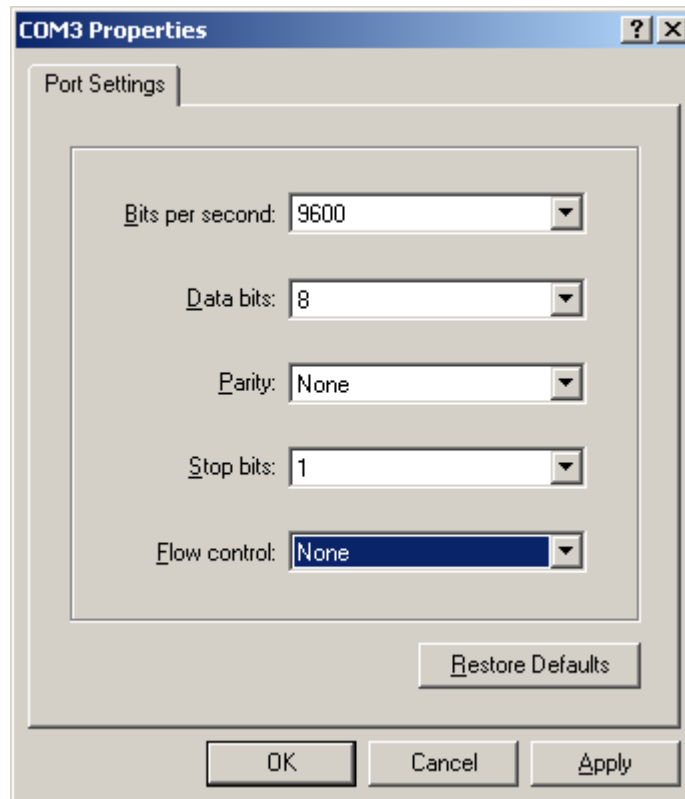 COM3 Properties
Port Settings
Bits per second: 9600
Data bits: 8
Parity: None
Stop bits: 1
Flow control: None
Restore Defaults
OK Cancel Apply